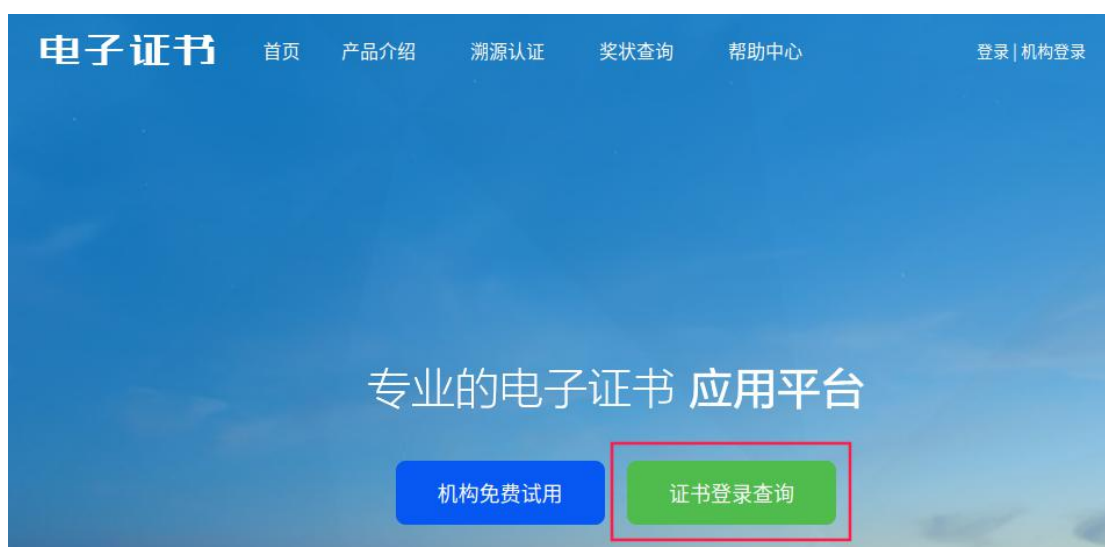 电子证书 首页 产品介绍 溯源认证 奖状查询 帮助中心 登录|机构登录
专业的电子证书 应用平台
机构免费试用 证书登录查询